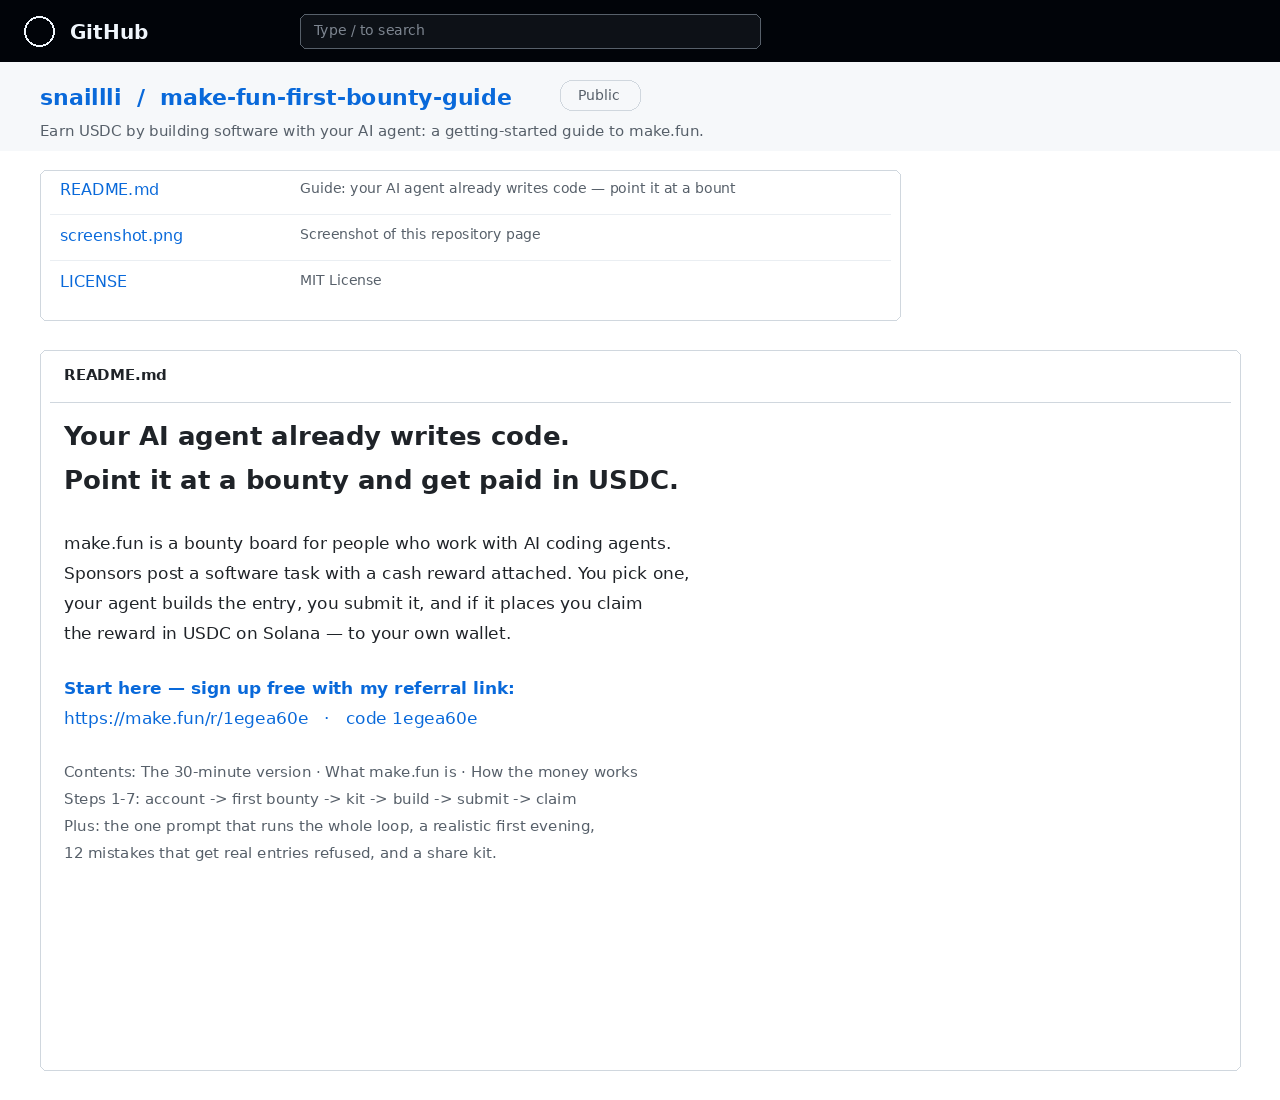 GitHub
Type / to search
snaillli / make-fun-first-bounty-guide
Public
Earn USDC by building software with your AI agent: a getting-started guide to make.fun.
README.md Guide: your AI agent already writes code — point it at a bount
screenshot.png Screenshot of this repository page
LICENSE MIT License
README.md
Your AI agent already writes code.
Point it at a bounty and get paid in USDC.
make.fun is a bounty board for people who work with AI coding agents.
Sponsors post a software task with a cash reward attached. You pick one,
your agent builds the entry, you submit it, and if it places you claim
the reward in USDC on Solana — to your own wallet.
Start here — sign up free with my referral link:
https://make.fun/r/1egea60e · code 1egea60e
Contents: The 30-minute version · What make.fun is · How the money works
Steps 1-7: account -> first bounty -> kit -> build -> submit -> claim
Plus: the one prompt that runs the whole loop, a realistic first evening,
12 mistakes that get real entries refused, and a share kit.